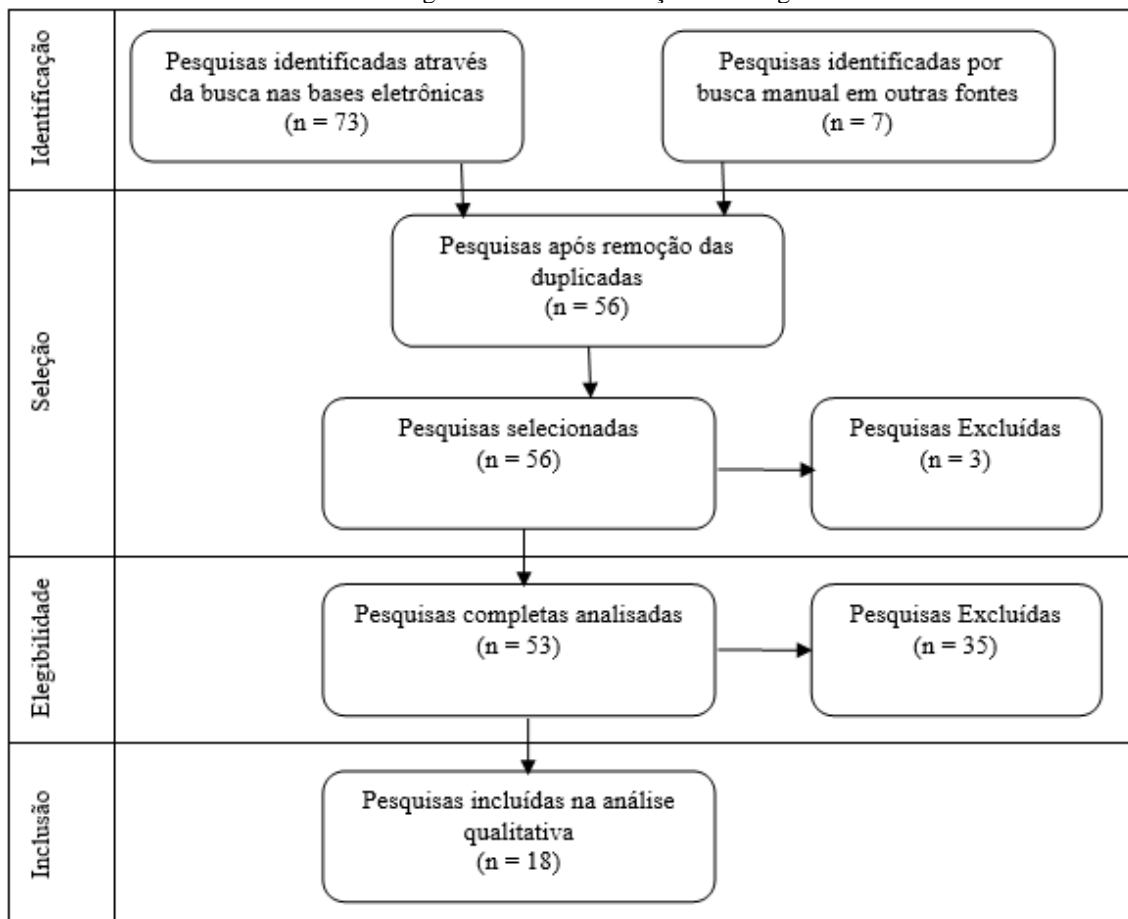 Identificação
Pesquisas identificadas através
da busca nas bases eletrônicas
(n = 73)
Pesquisas identificadas por
busca manual em outras fontes
(n = 7)
Seleção
Pesquisas após remoção das
duplicadas
(n = 56)
Pesquisas selecionadas
(n = 56)
Pesquisas Excluídas
(n = 3)
Elegibilidade
Pesquisas completas analisadas
(n = 53)
Pesquisas Excluídas
(n = 35)
Inclusão
Pesquisas incluídas na análise
qualitativa
(n = 18)